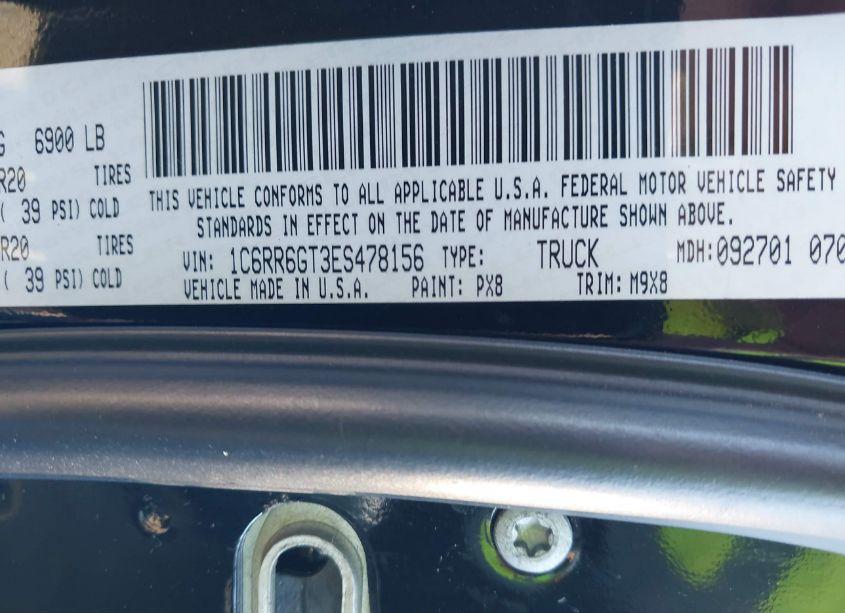 G 6900 LB
R20 TIRES
( 39 PSI) COLD
R20 TIRES
( 39 PSI) COLD
THIS VEHICLE CONFORMS TO ALL APPLICABLE U.S.A. FEDERAL MOTOR VEHICLE SAFETY
STANDARDS IN EFFECT ON THE DATE OF MANUFACTURE SHOWN ABOVE.
VIN: 1C6RR6GT3ES478156 TYPE: TRUCK MDH:092701 070
VEHICLE MADE IN U.S.A. PAINT: PX8 TRIM: M9X8